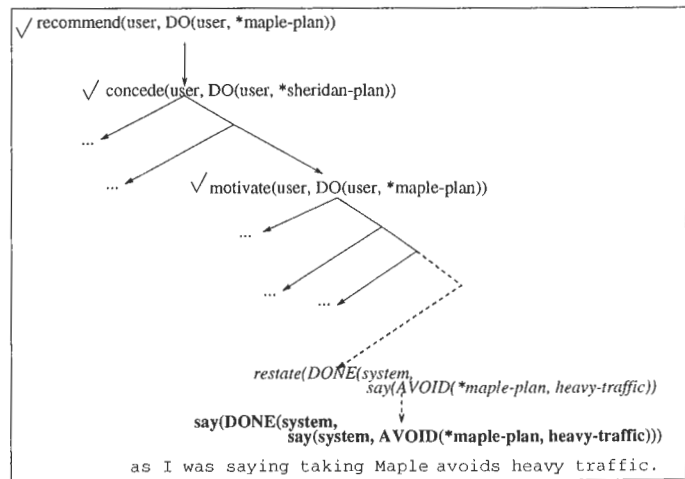 ✓ recommend(user, DO(user, *maple-plan))
✓ concede(user, DO(user, *sheridan-plan))
...
...
✓ motivate(user, DO(user, *maple-plan))
...
...
...
restate(DONE(system,
say(AVOID(*maple-plan, heavy-traffic))
say(DONE(system,
say(system, AVOID(*maple-plan, heavy-traffic)))
as I was saying taking Maple avoids heavy traffic.